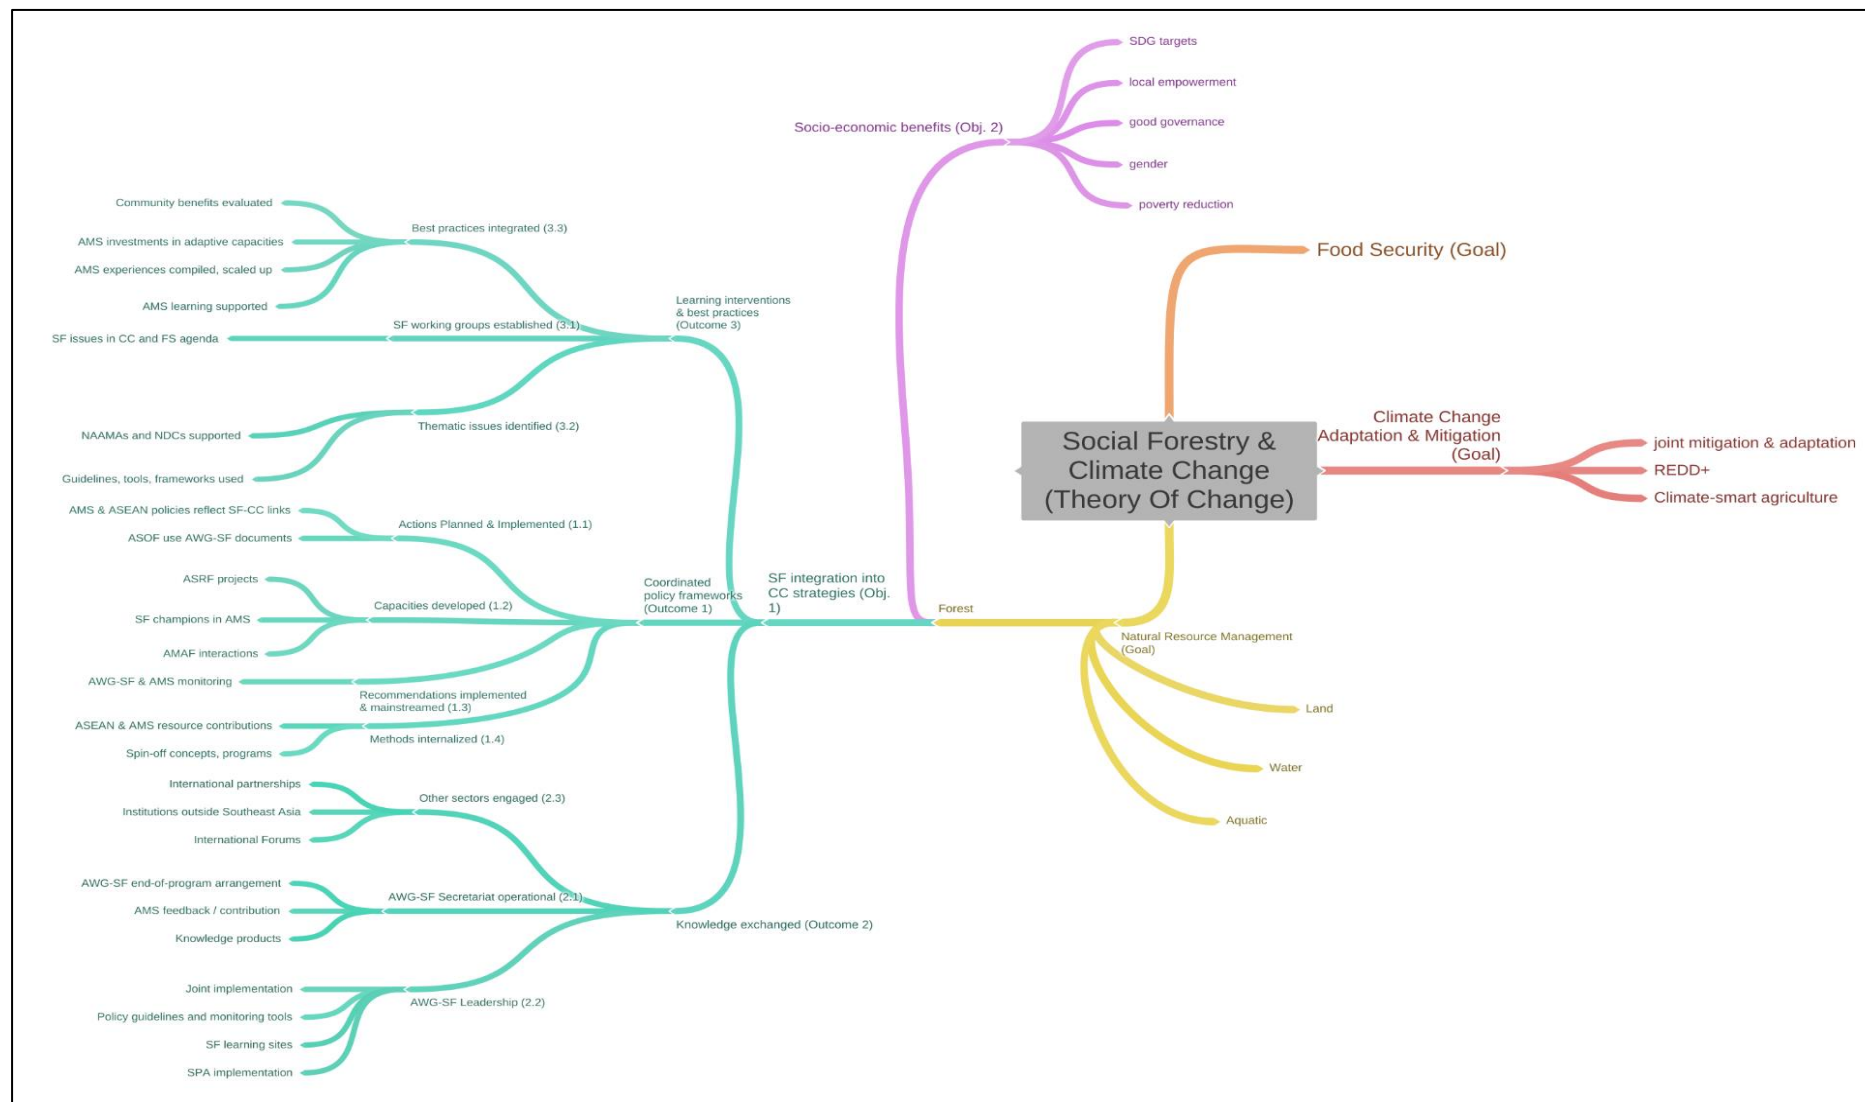 SDG targets
local empowerment
good governance
gender
poverty reduction
Socio-economic benefits (Obj. 2)
Food Security (Goal)
Social Forestry &
Climate Change
(Theory Of Change)
Climate Change
Adaptation & Mitigation
(Goal)
joint mitigation & adaptation
REDD+
Climate-smart agriculture
Natural Resource Management
(Goal)
Land
Water
Aquatic
Forest
SF integration into
CC strategies (Obj.
1)
Learning interventions
& best practices
(Outcome 3)
Best practices integrated (3.3)
Community benefits evaluated
AMS investments in adaptive capacities
AMS experiences compiled, scaled up
AMS learning supported
SF working groups established (3.1)
SF issues in CC and FS agenda
Thematic issues identified (3.2)
NAAMAs and NDCs supported
Guidelines, tools, frameworks used
Coordinated
policy frameworks
(Outcome 1)
Actions Planned & Implemented (1.1)
AMS & ASEAN policies reflect SF-CC links
ASOF use AWG-SF documents
Capacities developed (1.2)
ASRF projects
SF champions in AMS
AMAF interactions
AWG-SF & AMS monitoring
Recommendations implemented
& mainstreamed (1.3)
ASEAN & AMS resource contributions
Methods internalized (1.4)
Spin-off concepts, programs
Knowledge exchanged (Outcome 2)
Other sectors engaged (2.3)
International partnerships
Institutions outside Southeast Asia
International Forums
AWG-SF Secretariat operational (2.1)
AWG-SF end-of-program arrangement
AMS feedback / contribution
Knowledge products
AWG-SF Leadership (2.2)
Joint implementation
Policy guidelines and monitoring tools
SF learning sites
SPA implementation